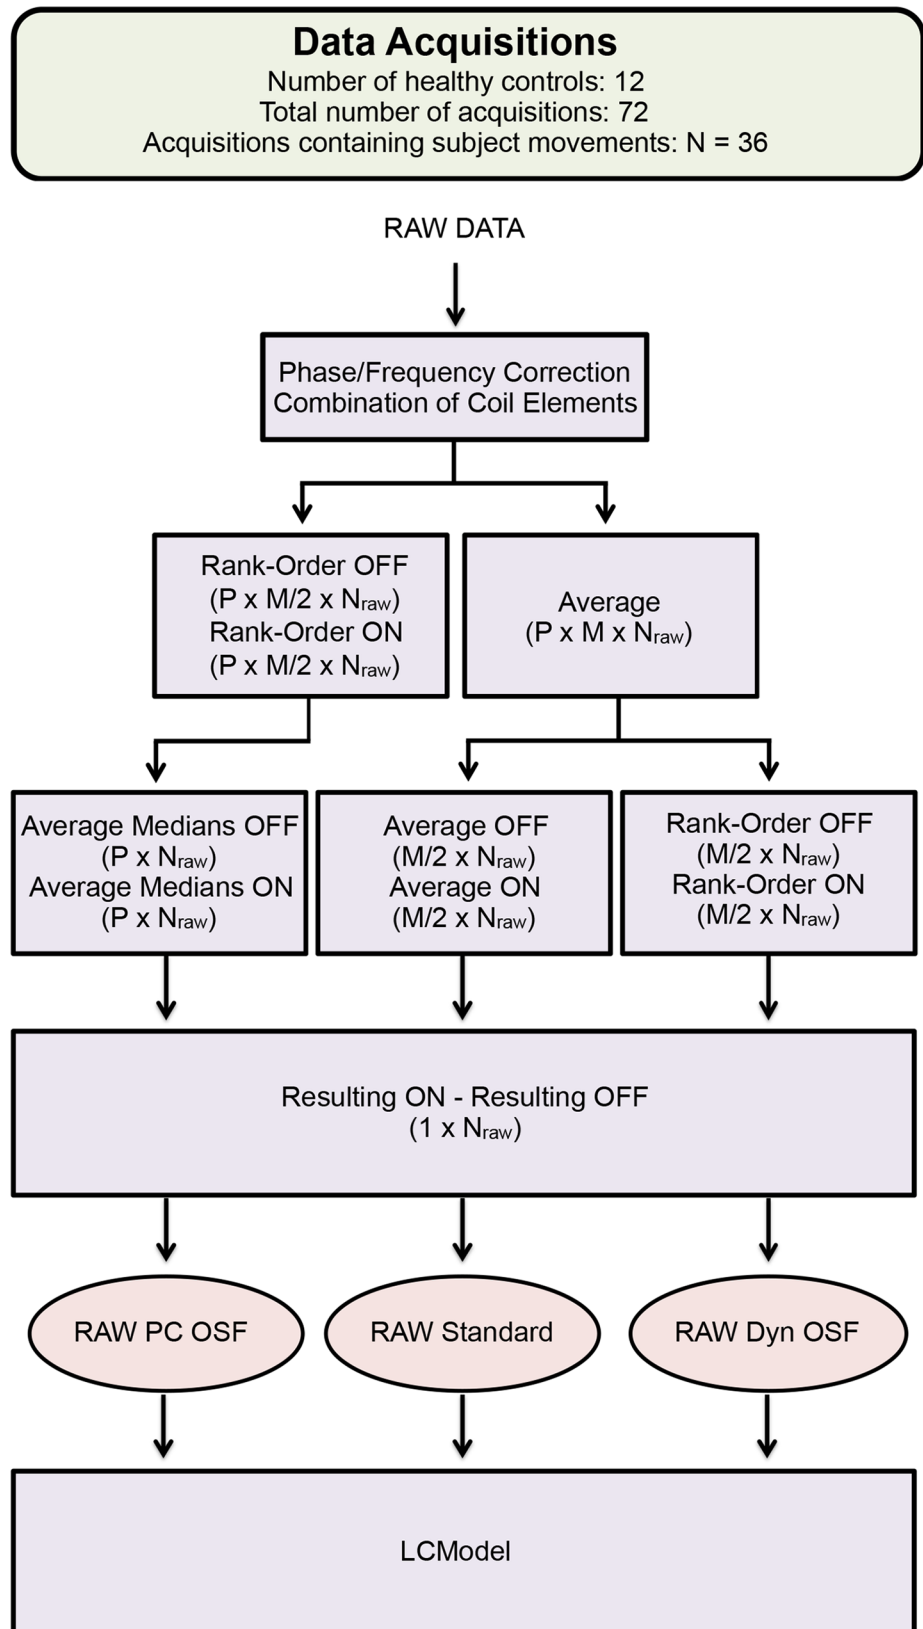 Data Acquisitions
Number of healthy controls: 12
Total number of acquisitions: 72
Acquisitions containing subject movements: N = 36
RAW DATA
Phase/Frequency Correction
Combination of Coil Elements
Rank-Order OFF
(P x M/2 x Nraw)
Rank-Order ON
(P x M/2 x Nraw)
Average
(P x M x Nraw)
Average Medians OFF
(P x Nraw)
Average Medians ON
(P x Nraw)
Average OFF
(M/2 x Nraw)
Average ON
(M/2 x Nraw)
Rank-Order OFF
(M/2 x Nraw)
Rank-Order ON
(M/2 x Nraw)
Resulting ON - Resulting OFF
(1 x Nraw)
RAW PC OSF
RAW Standard
RAW Dyn OSF
LCModel